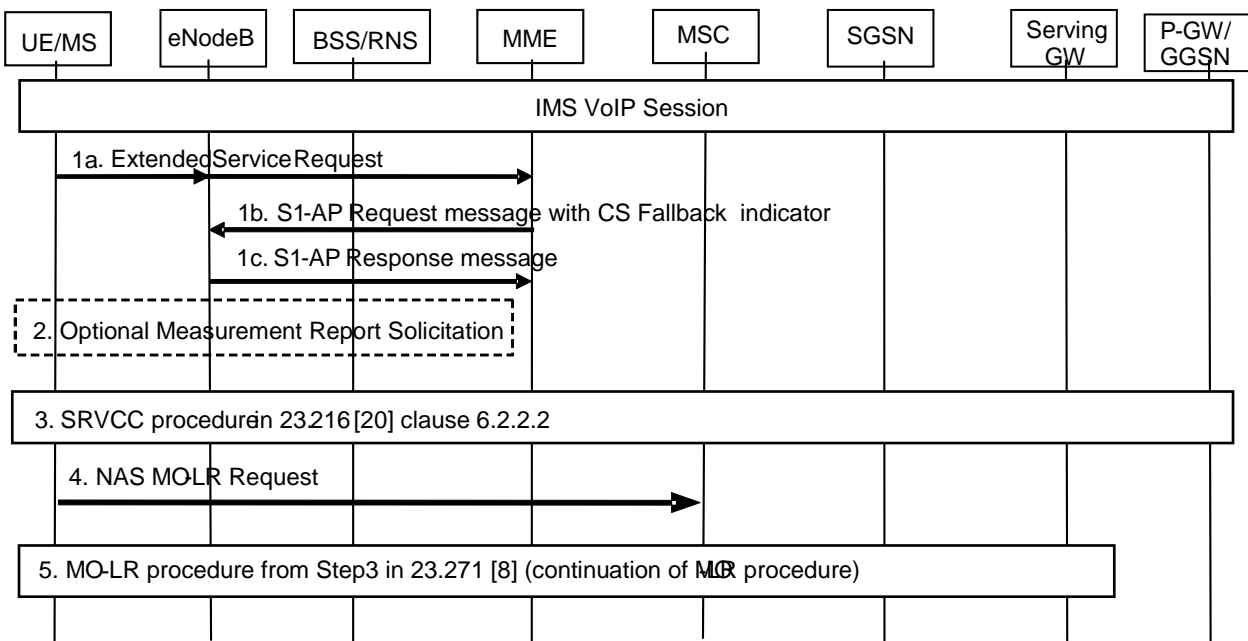 UE/MS
eNodeB
BSS/RNS
MME
MSC
SGSN
Serving
GW
P-GW/
GGSN
IMS VoIP Session
1a. ExtendedServiceRequest
1b. S1-AP Request message with CS Fallback indicator
1c. S1-AP Response message
2. Optional Measurement Report Solicitation
3. SRVCC procedure in 23.216 [20] clause 6.2.2.2
4. NAS MO-LR Request
5. MO-LR procedure from Step3 in 23.271 [8] (continuation of MO-LR procedure)